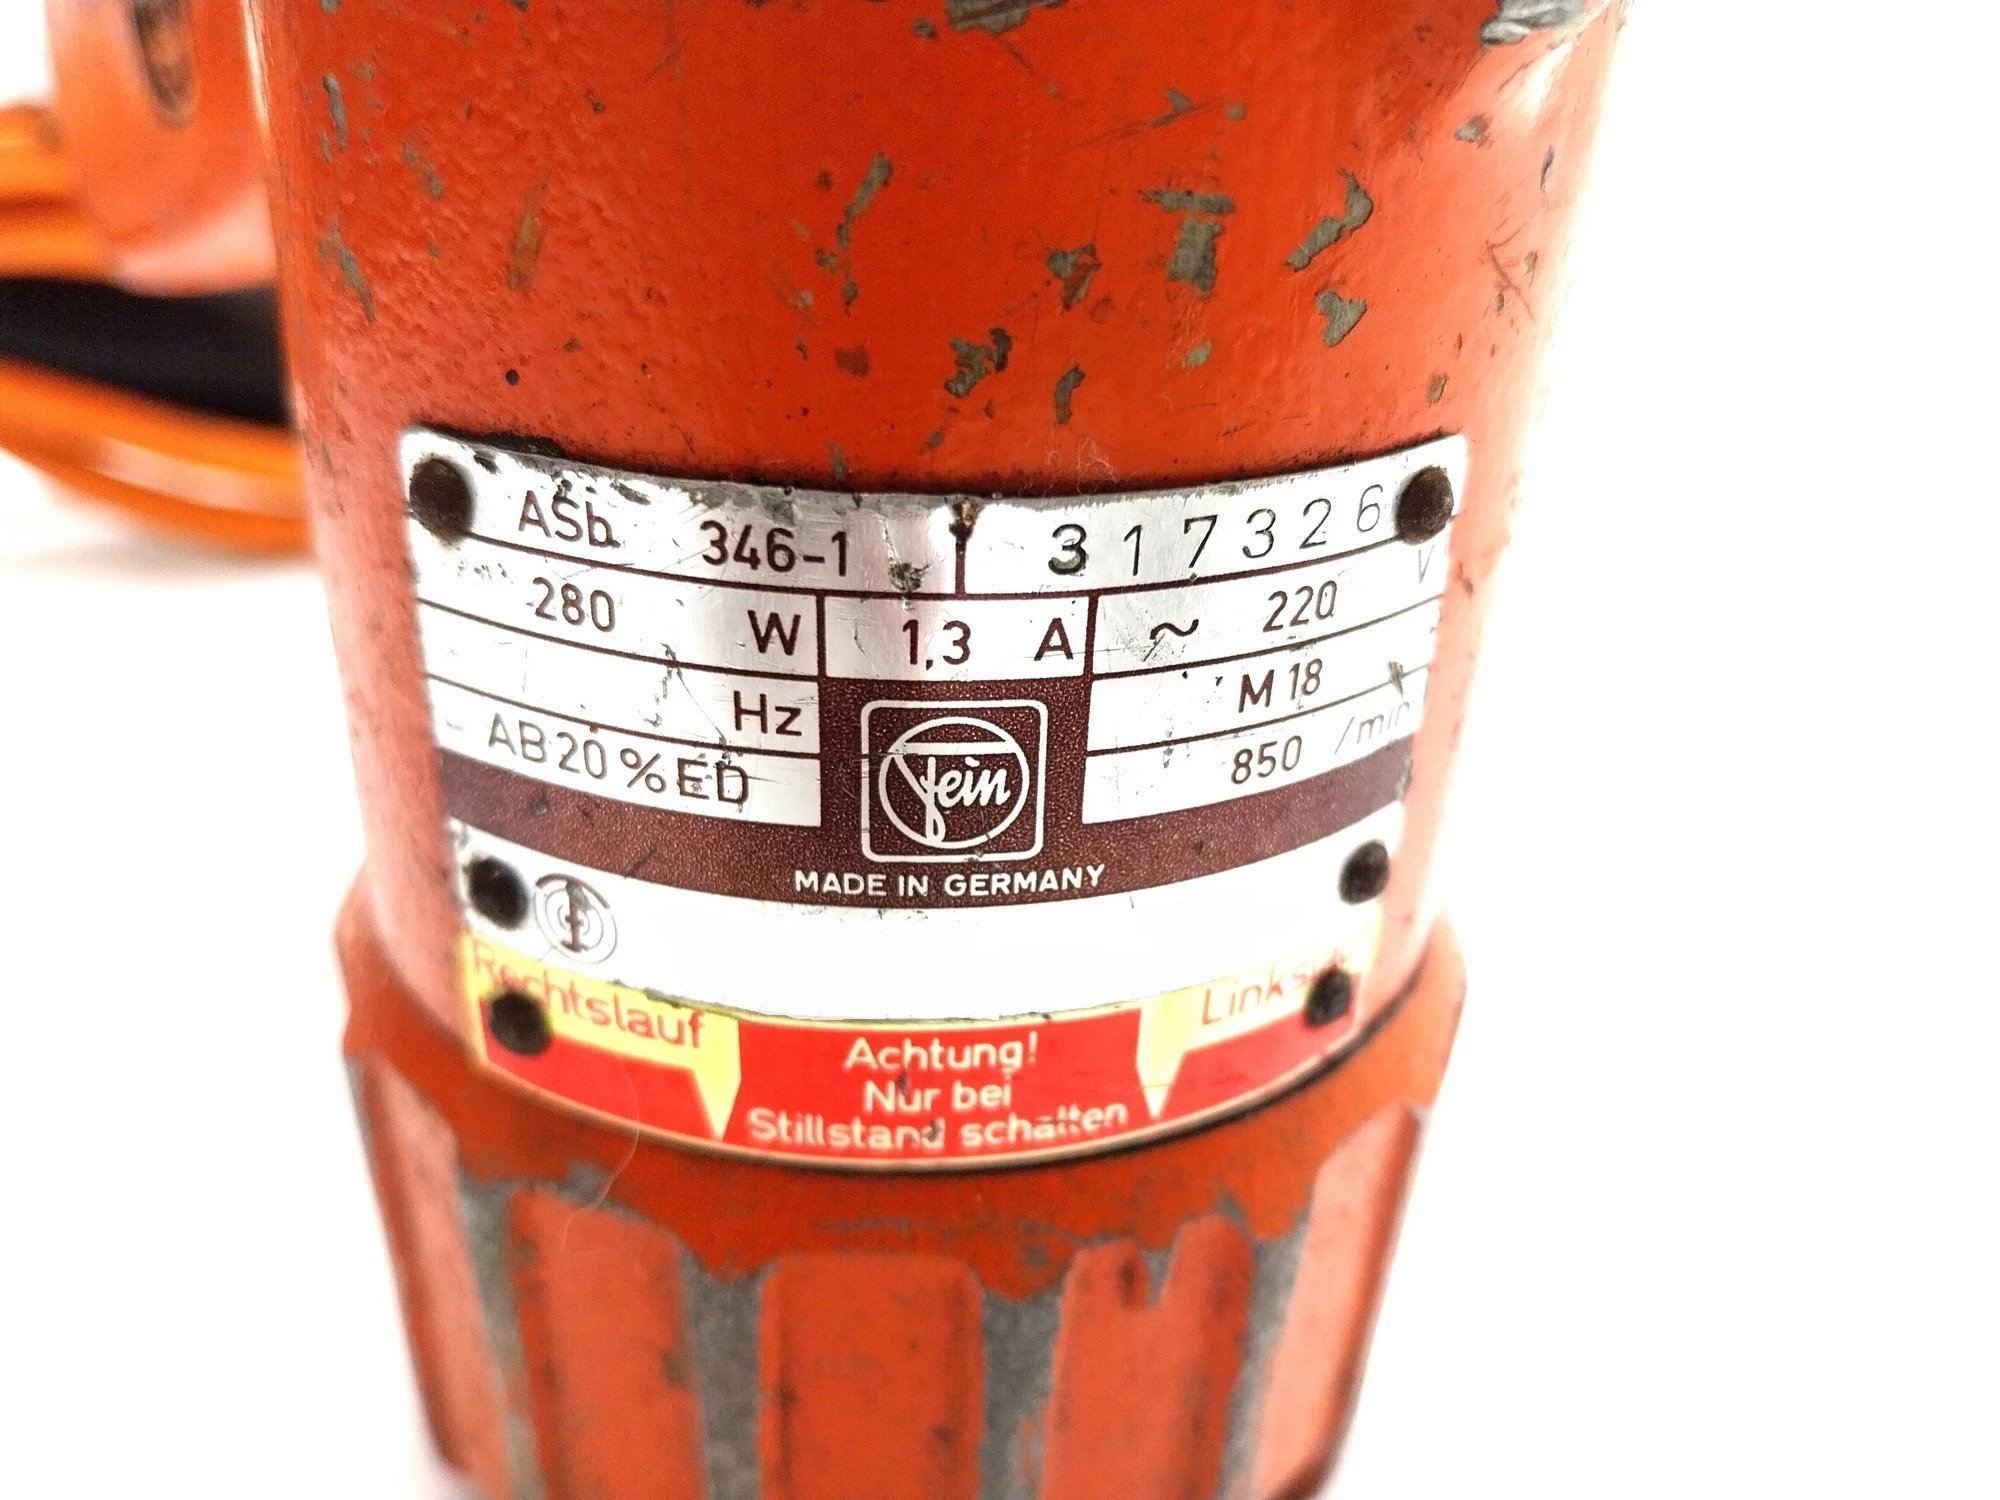 ASb 346-1 317326
280 W 1,3 A ~ 220 V
Hz M 18
AB 20 % ED 850 /min
Fein
MADE IN GERMANY
Rechtslauf Linkslauf
Achtung!
Nur bei
Stillstand schalten